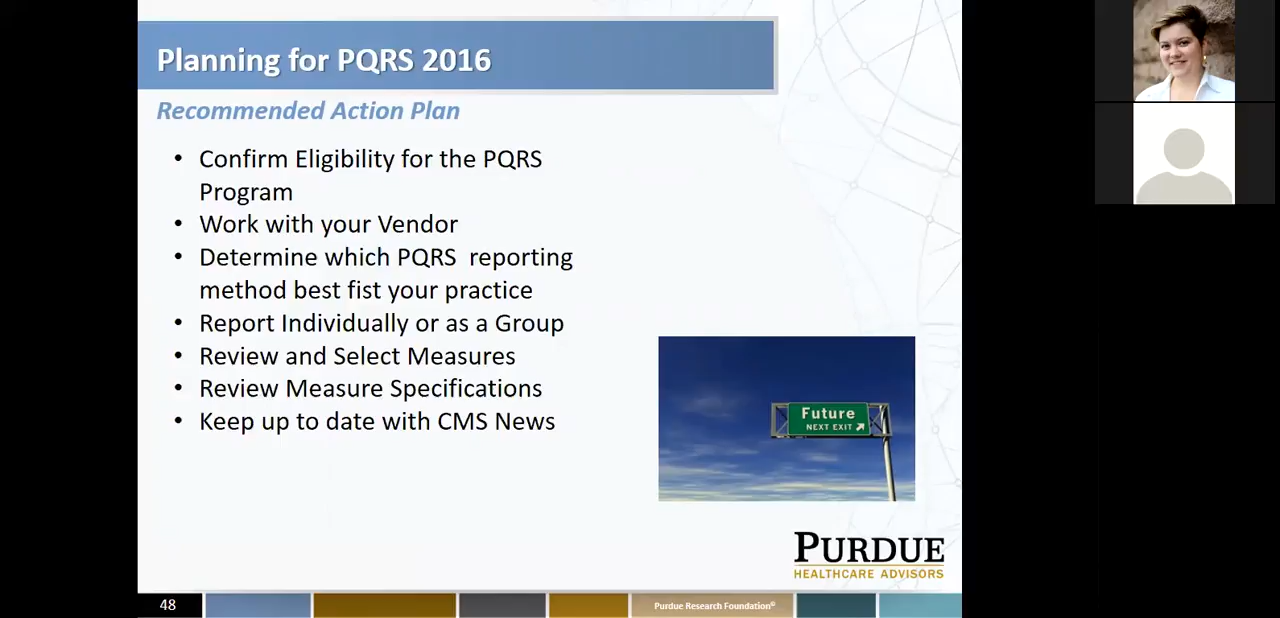 Planning for PQRS 2016
Recommended Action Plan
• Confirm Eligibility for the PQRS
Program
• Work with your Vendor
• Determine which PQRS  reporting
method best fist your practice
• Report Individually or as a Group
• Review and Select Measures
• Review Measure Specifications
• Keep up to date with CMS News
Future
NEXT EXIT
PURDUE
HEALTHCARE ADVISORS
48
Purdue Research Foundation©